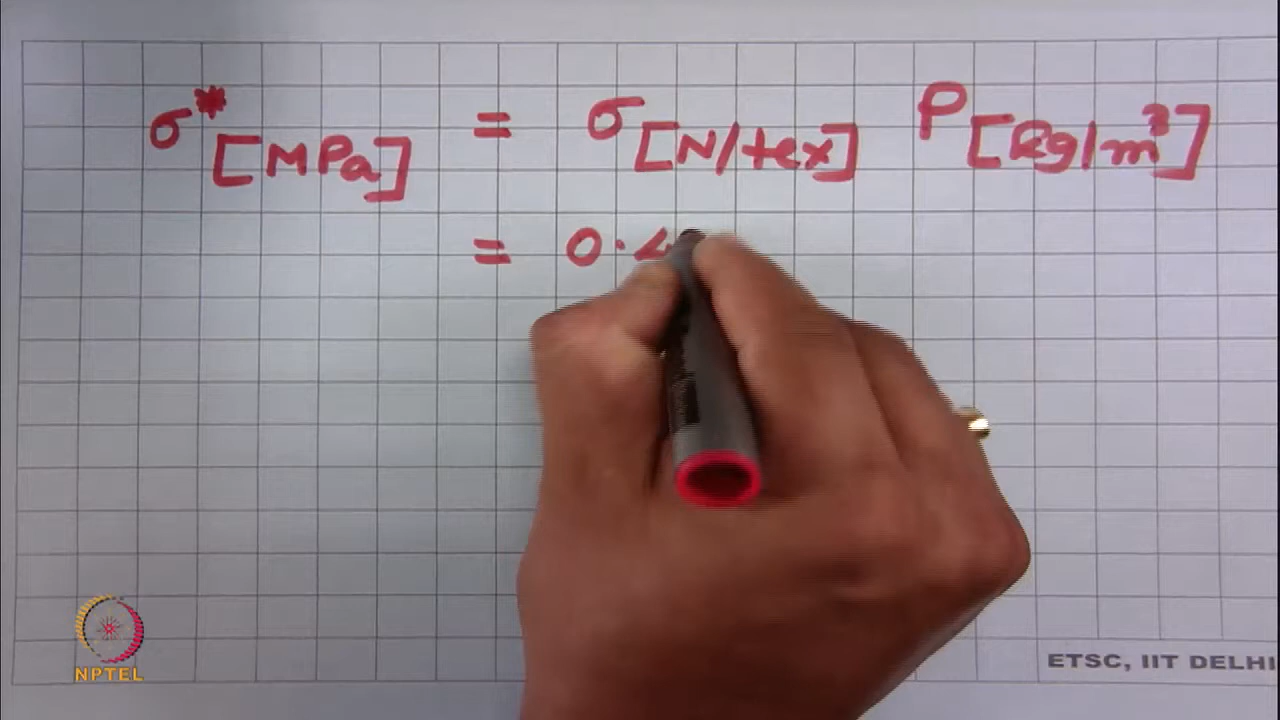 σ* [MPa] = σ [N/tex] ρ [kg/m³]
= 0.4
NPTEL
ETSC, IIT DELHI